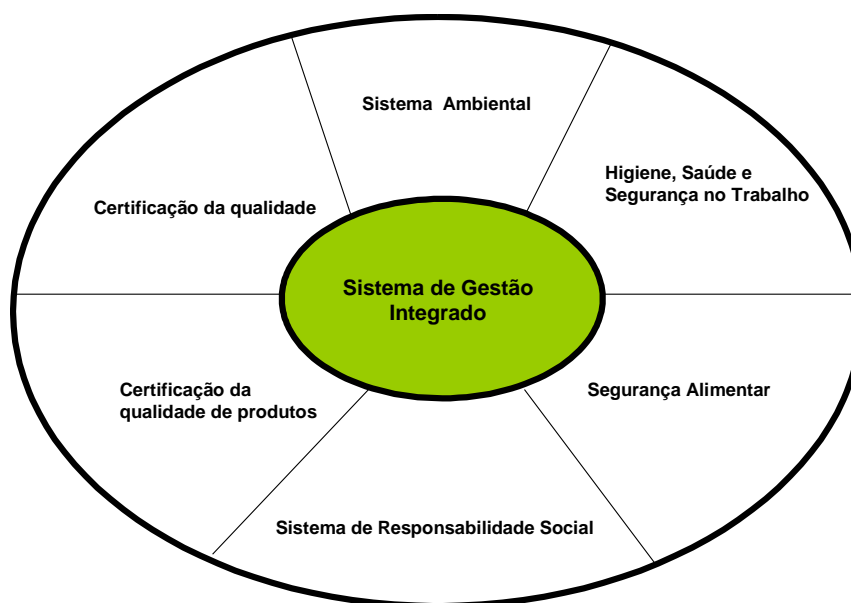 Sistema Ambiental
Higiene, Saúde e
Segurança no Trabalho
Certificação da qualidade
Sistema de Gestão
Integrado
Certificação da
qualidade de produtos
Segurança Alimentar
Sistema de Responsabilidade Social